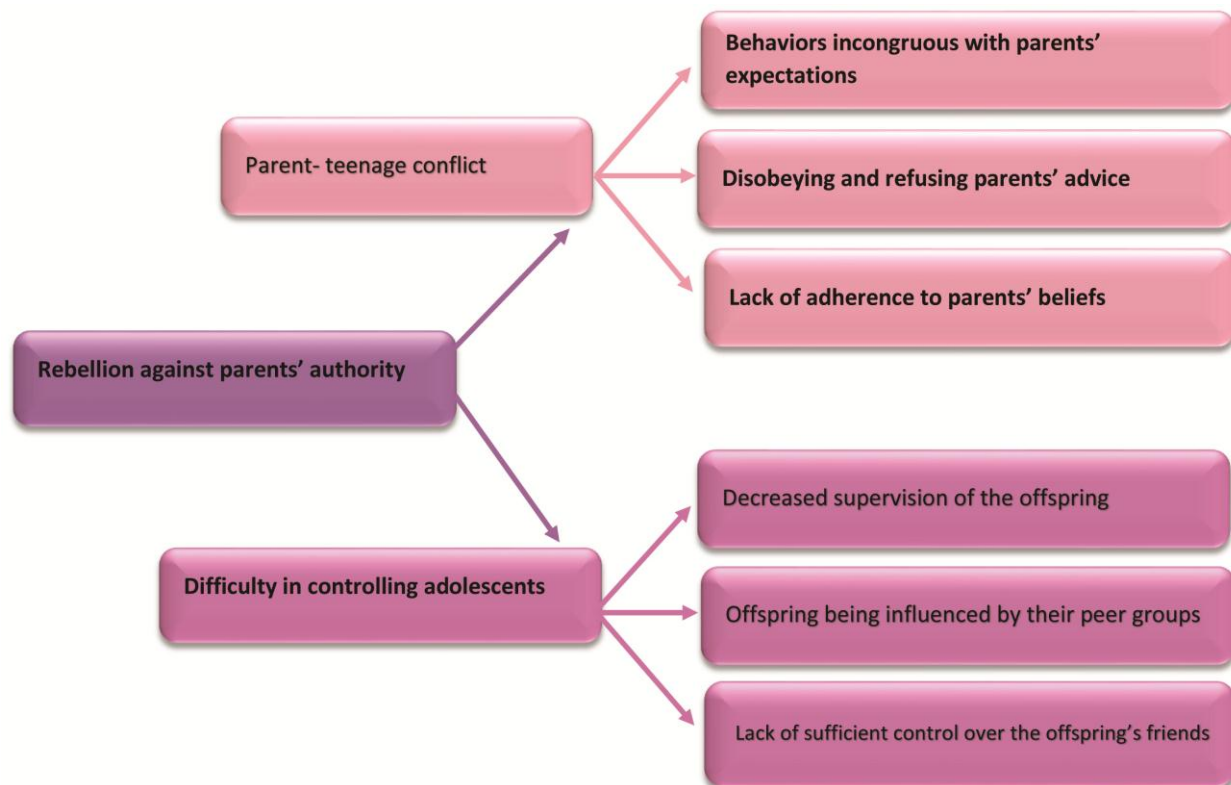 Behaviors incongruous with parents’
expectations
Parent- teenage conflict
Disobeying and refusing parents’ advice
Lack of adherence to parents’ beliefs
Rebellion against parents’ authority
Decreased supervision of the offspring
Difficulty in controlling adolescents
Offspring being influenced by their peer groups
Lack of sufficient control over the offspring’s friends